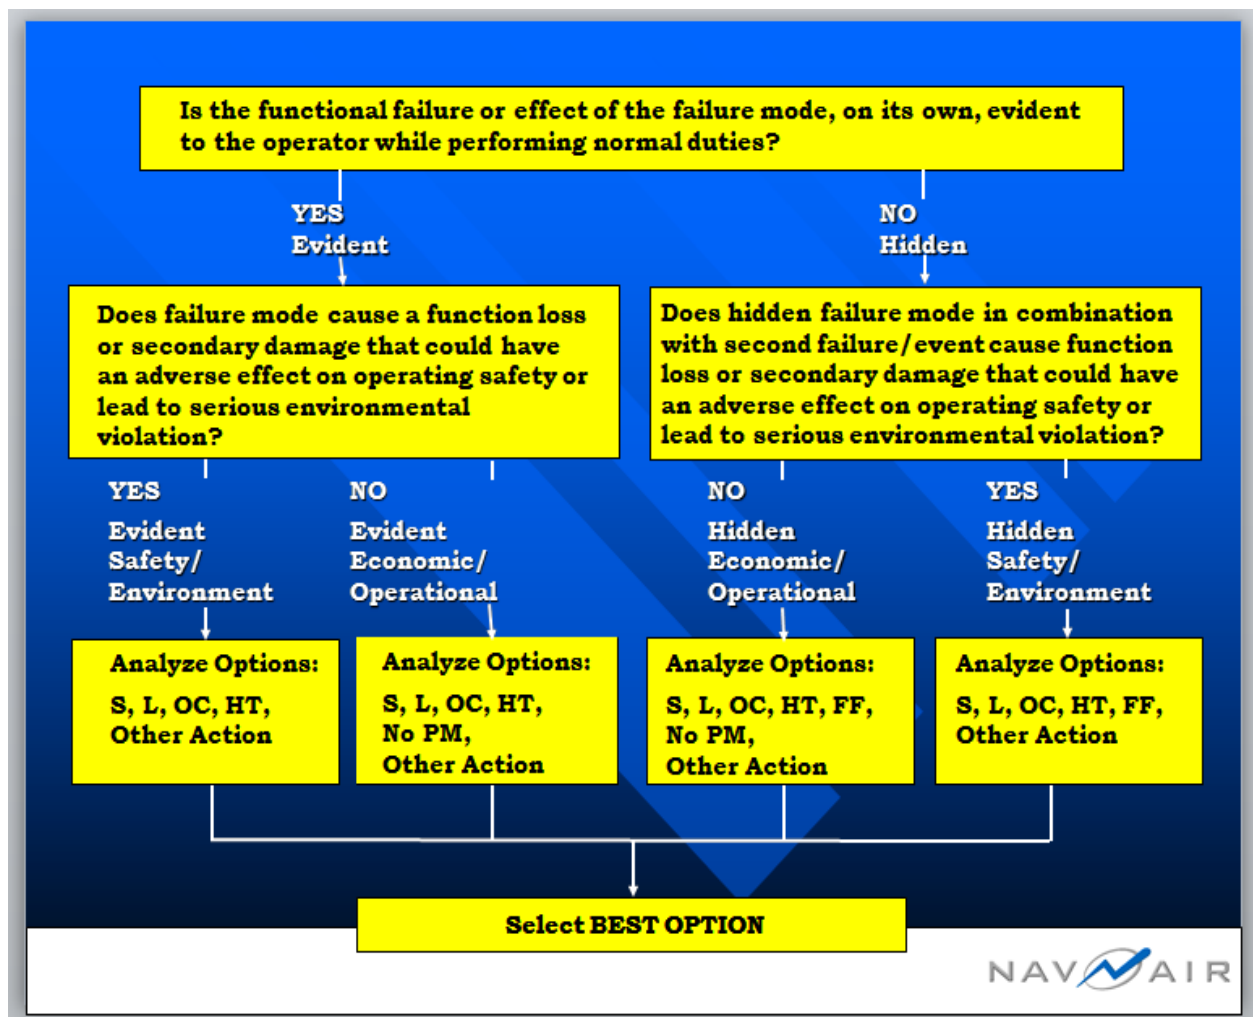 Is the functional failure or effect of the failure mode, on its own, evident
to the operator while performing normal duties?
YES
Evident
NO
Hidden
Does failure mode cause a function loss
or secondary damage that could have
an adverse effect on operating safety or
lead to serious environmental
violation?
Does hidden failure mode in combination
with second failure/event cause function
loss or secondary damage that could have
an adverse effect on operating safety or
lead to serious environmental violation?
YES
Evident
Safety/
Environment
NO
Evident
Economic/
Operational
NO
Hidden
Economic/
Operational
YES
Hidden
Safety/
Environment
Analyze Options:
S, L, OC, HT,
Other Action
Analyze Options:
S, L, OC, HT,
No PM,
Other Action
Analyze Options:
S, L, OC, HT, FF,
No PM,
Other Action
Analyze Options:
S, L, OC, HT, FF,
Other Action
Select BEST OPTION
NAVAIR